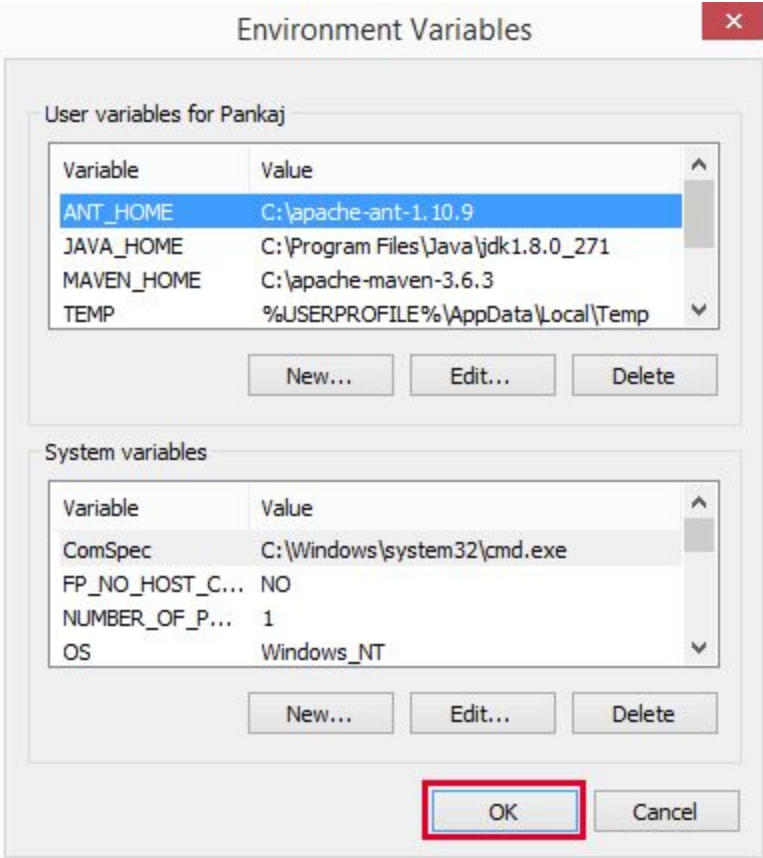 Environment Variables
User variables for Pankaj
Variable Value
ANT_HOME C:\apache-ant-1.10.9
JAVA_HOME C:\Program Files\Java\jdk1.8.0_271
MAVEN_HOME C:\apache-maven-3.6.3
TEMP %USERPROFILE%\AppData\Local\Temp
New... Edit... Delete
System variables
Variable Value
ComSpec C:\Windows\system32\cmd.exe
FP_NO_HOST_C... NO
NUMBER_OF_P... 1
OS Windows_NT
New... Edit... Delete
OK Cancel